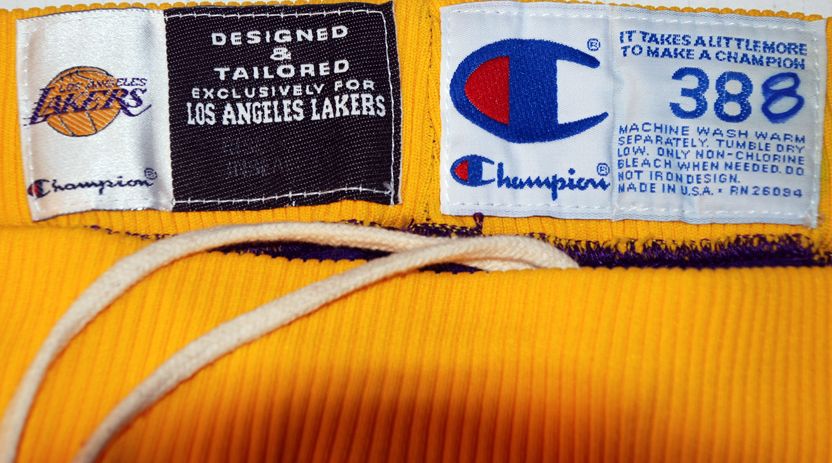 LOS ANGELES
LAKERS
Champion
DESIGNED
&
TAILORED
EXCLUSIVELY FOR
LOS ANGELES LAKERS
®
Champion®
IT TAKES A LITTLE MORE
TO MAKE A CHAMPION
38 8
MACHINE WASH WARM
SEPARATELY. TUMBLE DRY
LOW. ONLY NON-CHLORINE
BLEACH WHEN NEEDED. DO
NOT IRON DESIGN.
MADE IN U.S.A. • RN 26094